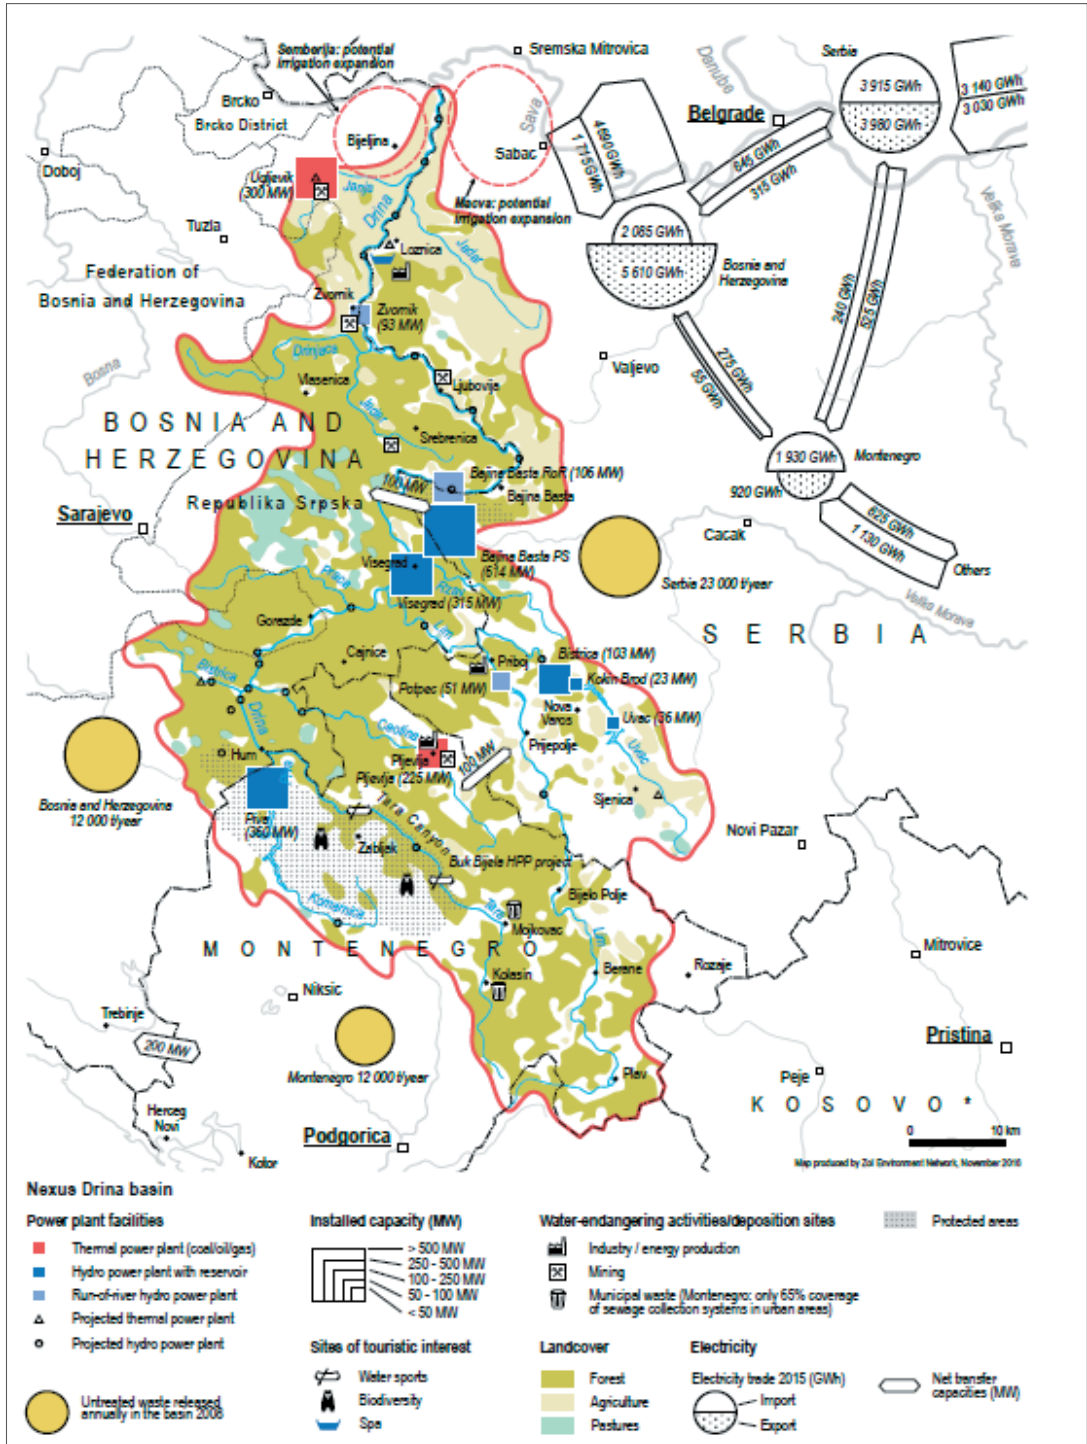 Semberija: potential
irrigation expansion
Sremska Mitrovica
Danube
Serbia
3 915 GWh
3 980 GWh
3 140 GWh
3 030 GWh
Brcko
Brcko District
Bijeljina
Sava
Sabac
4 690 GWh
1 715 GWh
Belgrade
645 GWh
315 GWh
Doboj
Ugljevik
(300 MW)
Janja
Drina
Macva: potential
irrigation expansion
Velika Morava
Tuzla
Loznica
Jadar
2 085 GWh
5 610 GWh
Bosnia and
Herzegovina
Federation of
Bosnia and Herzegovina
Zvornik
Zvornik
(93 MW)
240 GWh
525 GWh
Bosna
Drinjaca
Vlasenica
Ljubovija
Valjevo
275 GWh
55 GWh
BOSNIA AND
HERZEGOVINA
Jadar
Srebrenica
1 930 GWh
Montenegro
920 GWh
Republika Srpska
100 MW
Bajina Basta RoR (106 MW)
Bajina Basta
625 GWh
1 130 GWh
Others
Sarajevo
Cacak
Bajina Basta PS
(614 MW)
Visegrad
Visegrad (315 MW)
Praca
Rzav
Serbia 23 000 t/year
Velika Morava
Gorazde
Lim
SERBIA
Cajnice
Priboj
Bistrica (103 MW)
Kokin Brod (23 MW)
Bistrica
Potpec (51 MW)
Nova
Varos
Uvac (36 MW)
Drina
Ceotina
Prijepolje
Uvac
Hum
Pljevlja
Pljevlja (225 MW)
100 MW
Sjenica
Bosnia and Herzegovina
12 000 t/year
Piva
(360 MW)
Tara Canyon
Zabljak
Novi Pazar
Buk Bijela HPP project
Bijelo Polje
Komarnica
Tara
Mojkovac
Lim
MONTENEGRO
Mitrovice
Kolasin
Berane
Rozaje
Niksic
Trebinje
200 MW
Montenegro 12 000 t/year
Pristina
Plav
Peje
KOSOVO*
Herceg
Novi
Podgorica
Kotor
0 10 km
Map produced by Zoï Environment Network, November 2016
Nexus Drina basin
Power plant facilities
Thermal power plant (coal/oil/gas)
Hydro power plant with reservoir
Run-of-river hydro power plant
Projected thermal power plant
Projected hydro power plant
Untreated waste released
annually in the basin 2008
Installed capacity (MW)
> 500 MW
250 - 500 MW
100 - 250 MW
50 - 100 MW
< 50 MW
Sites of touristic interest
Water sports
Biodiversity
Spa
Water-endangering activities/deposition sites
Industry / energy production
Mining
Municipal waste (Montenegro: only 65% coverage
of sewage collection systems in urban areas)
Protected areas
Landcover
Forest
Agriculture
Pastures
Electricity
Electricity trade 2015 (GWh)
Import
Export
Net transfer
capacities (MW)